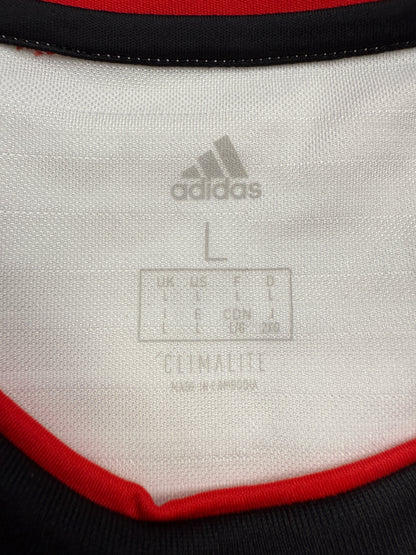 adidas
L
UK US F D
L L L L
I E CDN J
L L L/G 2XO
CLIMALITE
MADE IN CAMBODIA